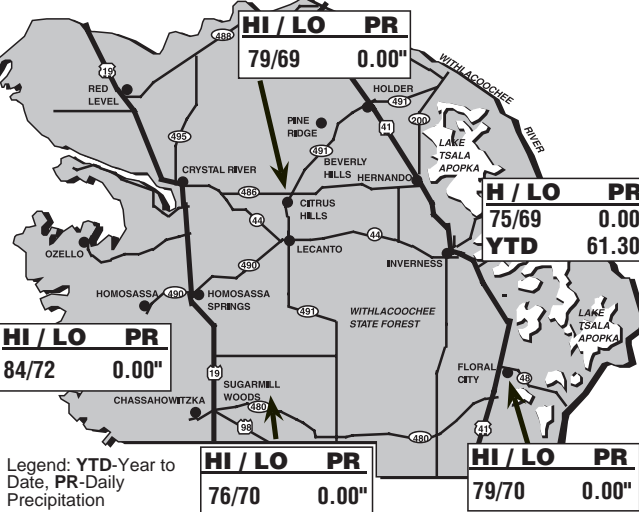 HI / LO PR
79/69 0.00"
488
19
RED
LEVEL
HOLDER
491
WITHLACOOCHEE
RIVER
PINE
RIDGE
41
200
495
491
LAKE
TSALA
APOPKA
BEVERLY
HILLS
CRYSTAL RIVER
HERNANDO
486
H / LO PR
75/69 0.00
YTD 61.30
CITRUS
HILLS
44
44
OZELLO
LECANTO
INVERNESS
490
HOMOSASSA
490
HOMOSASSA
SPRINGS
491
WITHLACOOCHEE
STATE FOREST
LAKE
TSALA
APOPKA
HI / LO PR
84/72 0.00"
19
FLORAL
CITY
48
SUGARMILL
WOODS
CHASSAHOWITZKA
480
98
480
41
Legend: YTD-Year to
Date, PR-Daily
Precipitation
HI / LO PR
76/70 0.00"
HI / LO PR
79/70 0.00"